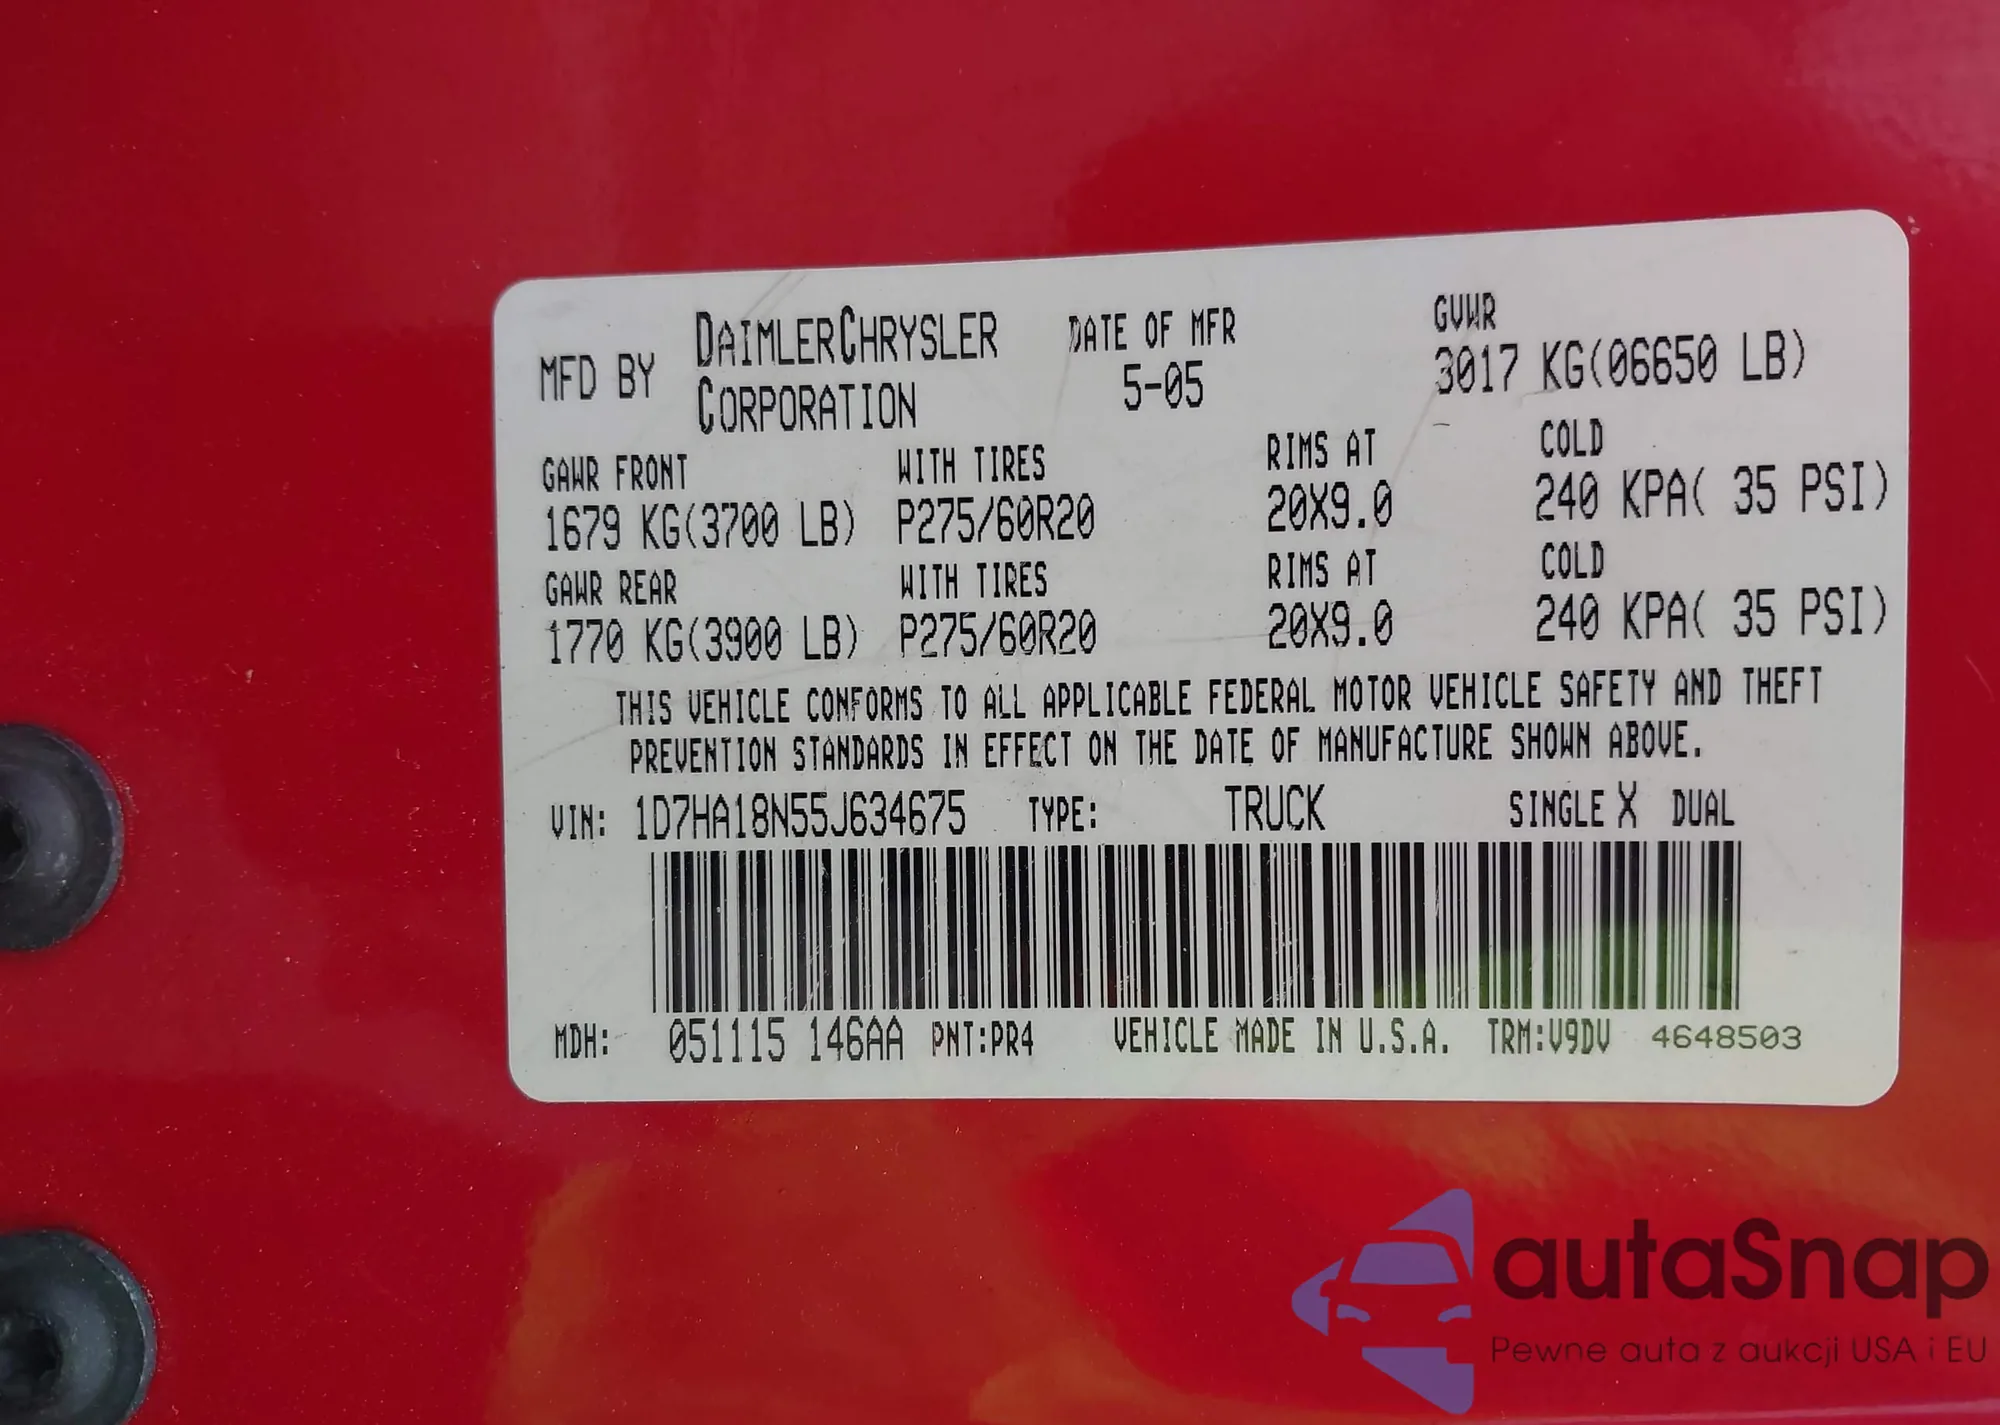 MFD BY DAIMLERCHRYSLER CORPORATION
DATE OF MFR 5-05
GVWR 3017 KG(06650 LB)
GAWR FRONT WITH TIRES RIMS AT COLD
1679 KG(3700 LB) P275/60R20 20X9.0 240 KPA( 35 PSI)
GAWR REAR WITH TIRES RIMS AT COLD
1770 KG(3900 LB) P275/60R20 20X9.0 240 KPA( 35 PSI)
THIS VEHICLE CONFORMS TO ALL APPLICABLE FEDERAL MOTOR VEHICLE SAFETY AND THEFT
PREVENTION STANDARDS IN EFFECT ON THE DATE OF MANUFACTURE SHOWN ABOVE.
VIN: 1D7HA18N55J634675 TYPE: TRUCK SINGLE X DUAL
MDH: 051115 146AA PNT:PR4 VEHICLE MADE IN U.S.A. TRM:V9DV 4648503
autaSnap
Pewne auta z aukcji USA i EU